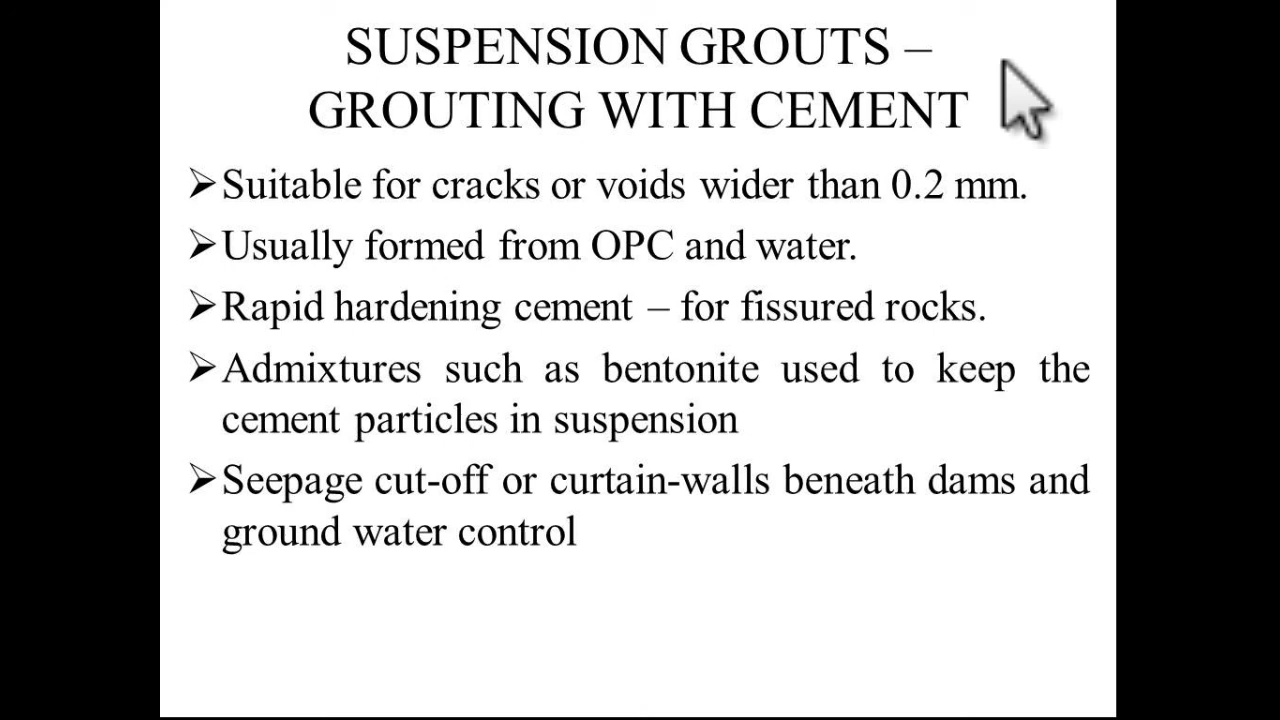 SUSPENSION GROUTS –
GROUTING WITH CEMENT
➢Suitable for cracks or voids wider than 0.2 mm.
➢Usually formed from OPC and water.
➢Rapid hardening cement – for fissured rocks.
➢Admixtures such as bentonite used to keep the
cement particles in suspension
➢Seepage cut-off or curtain-walls beneath dams and
ground water control